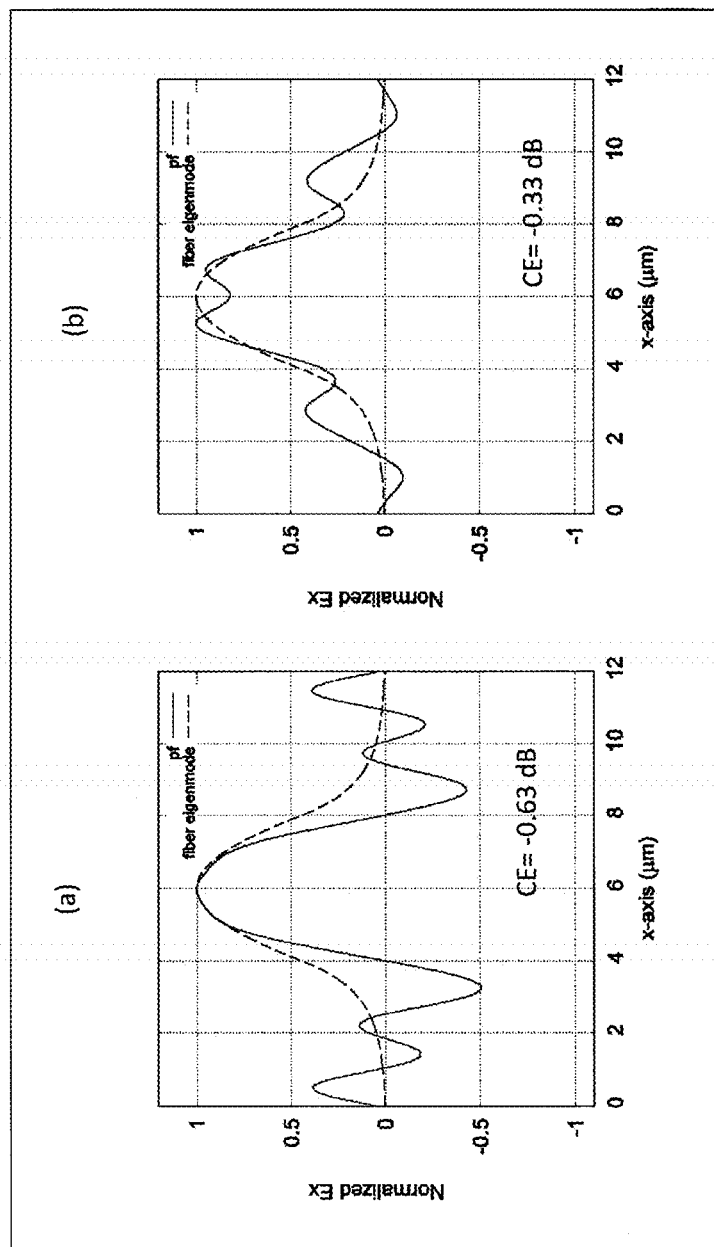 (a)
pf
fiber eigenmode
1
0.5
0
-0.5
-1
Normalized Ex
CE= -0.63 dB
0
2
4
6
8
10
12
x-axis (μm)
(b)
pf
fiber eigenmode
1
0.5
0
-0.5
-1
Normalized Ex
CE= -0.33 dB
0
2
4
6
8
10
12
x-axis (μm)